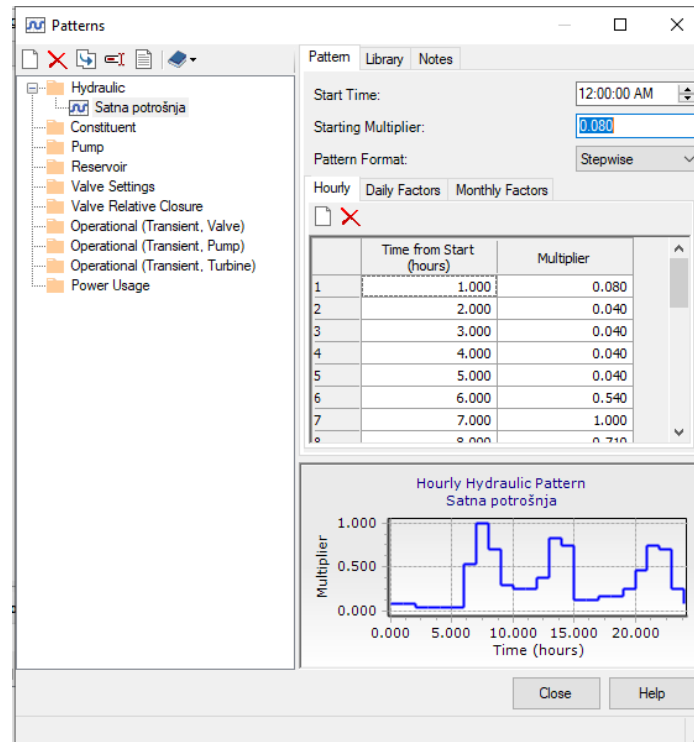 Patterns
Pattern Library Notes
Hydraulic
Satna potrošnja
Constituent
Pump
Reservoir
Valve Settings
Valve Relative Closure
Operational (Transient, Valve)
Operational (Transient, Pump)
Operational (Transient, Turbine)
Power Usage
Start Time: 12:00:00 AM
Starting Multiplier: 0.080
Pattern Format: Stepwise
Hourly Daily Factors Monthly Factors
Time from Start (hours) Multiplier
1 1.000 0.080
2 2.000 0.040
3 3.000 0.040
4 4.000 0.040
5 5.000 0.040
6 6.000 0.540
7 7.000 1.000
8 8.000 0.710
Hourly Hydraulic Pattern
Satna potrošnja
Multiplier
1.000
0.500
0.000
0.000 5.000 10.000 15.000 20.000
Time (hours)
Close Help